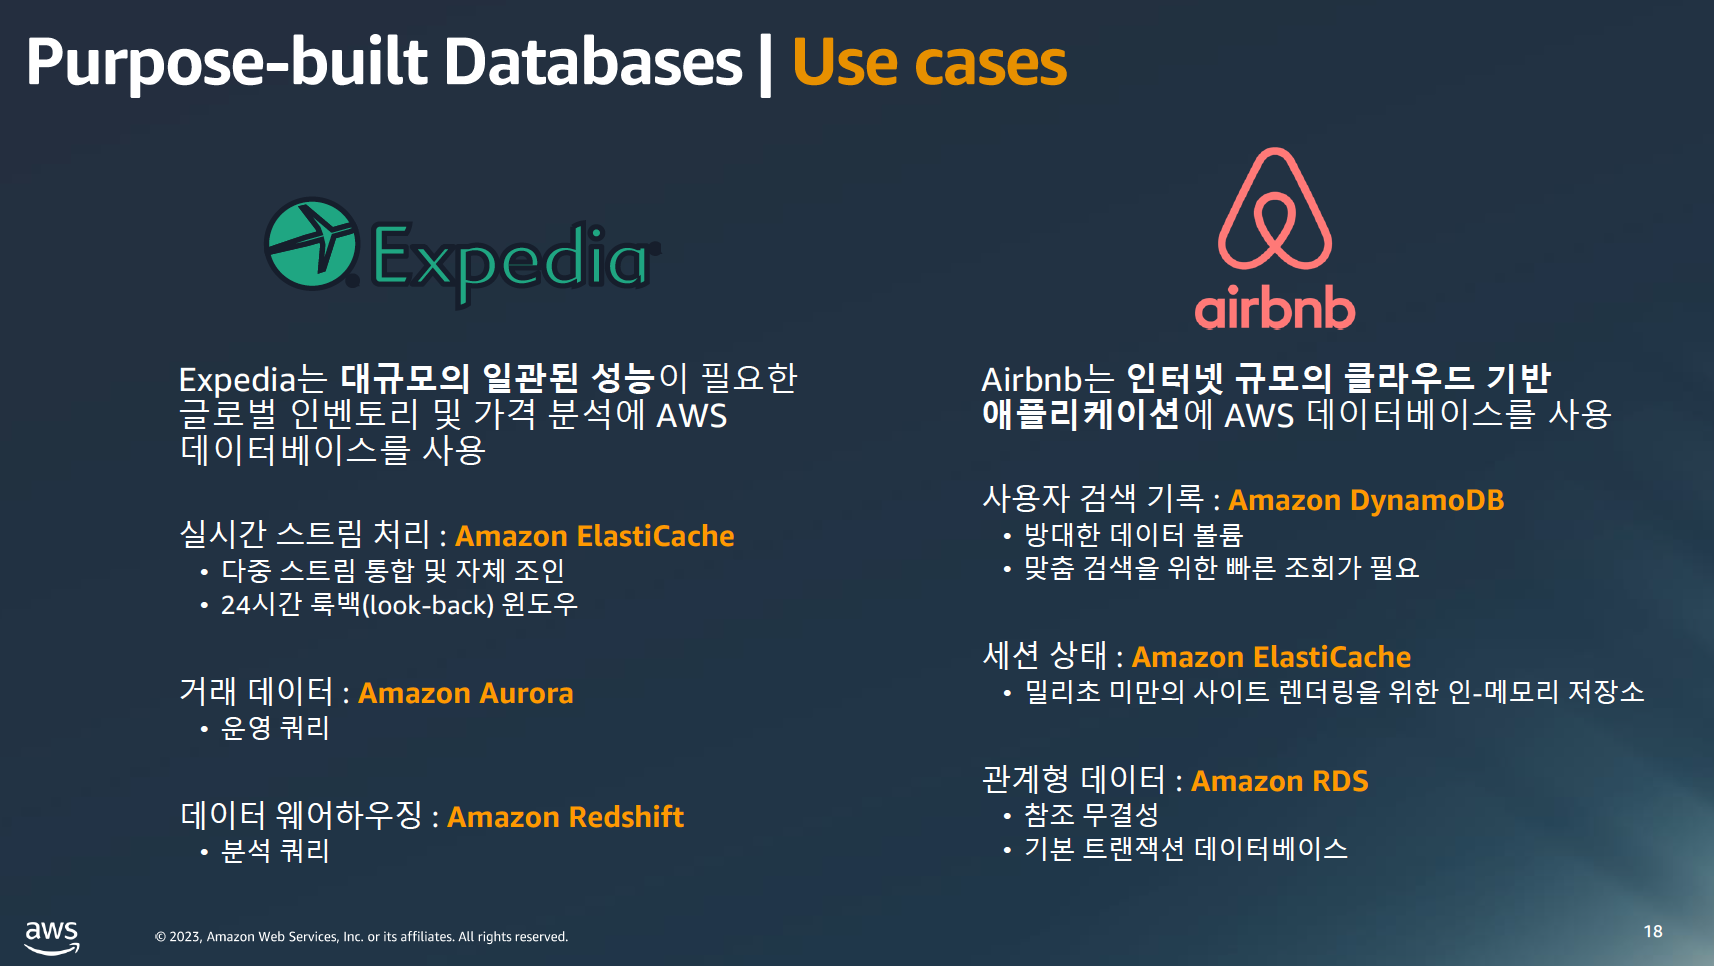 Purpose-built Databases | Use cases
Expedia
Expedia는 대규모의 일관된 성능이 필요한
글로벌 인벤토리 및 가격 분석에 AWS
데이터베이스를 사용
실시간 스트림 처리 : Amazon ElastiCache
• 다중 스트림 통합 및 자체 조인
• 24시간 룩백(look-back) 윈도우
거래 데이터 : Amazon Aurora
• 운영 쿼리
데이터 웨어하우징 : Amazon Redshift
• 분석 쿼리
airbnb
Airbnb는 인터넷 규모의 클라우드 기반
애플리케이션에 AWS 데이터베이스를 사용
사용자 검색 기록 : Amazon DynamoDB
• 방대한 데이터 볼륨
• 맞춤 검색을 위한 빠른 조회가 필요
세션 상태 : Amazon ElastiCache
• 밀리초 미만의 사이트 렌더링을 위한 인-메모리 저장소
관계형 데이터 : Amazon RDS
• 참조 무결성
• 기본 트랜잭션 데이터베이스
aws
© 2023, Amazon Web Services, Inc. or its affiliates. All rights reserved.
18